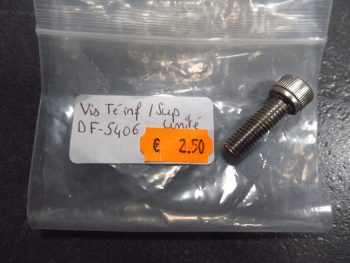 Vis Té inf / Sup
DF-5406 unité
€ 2.50